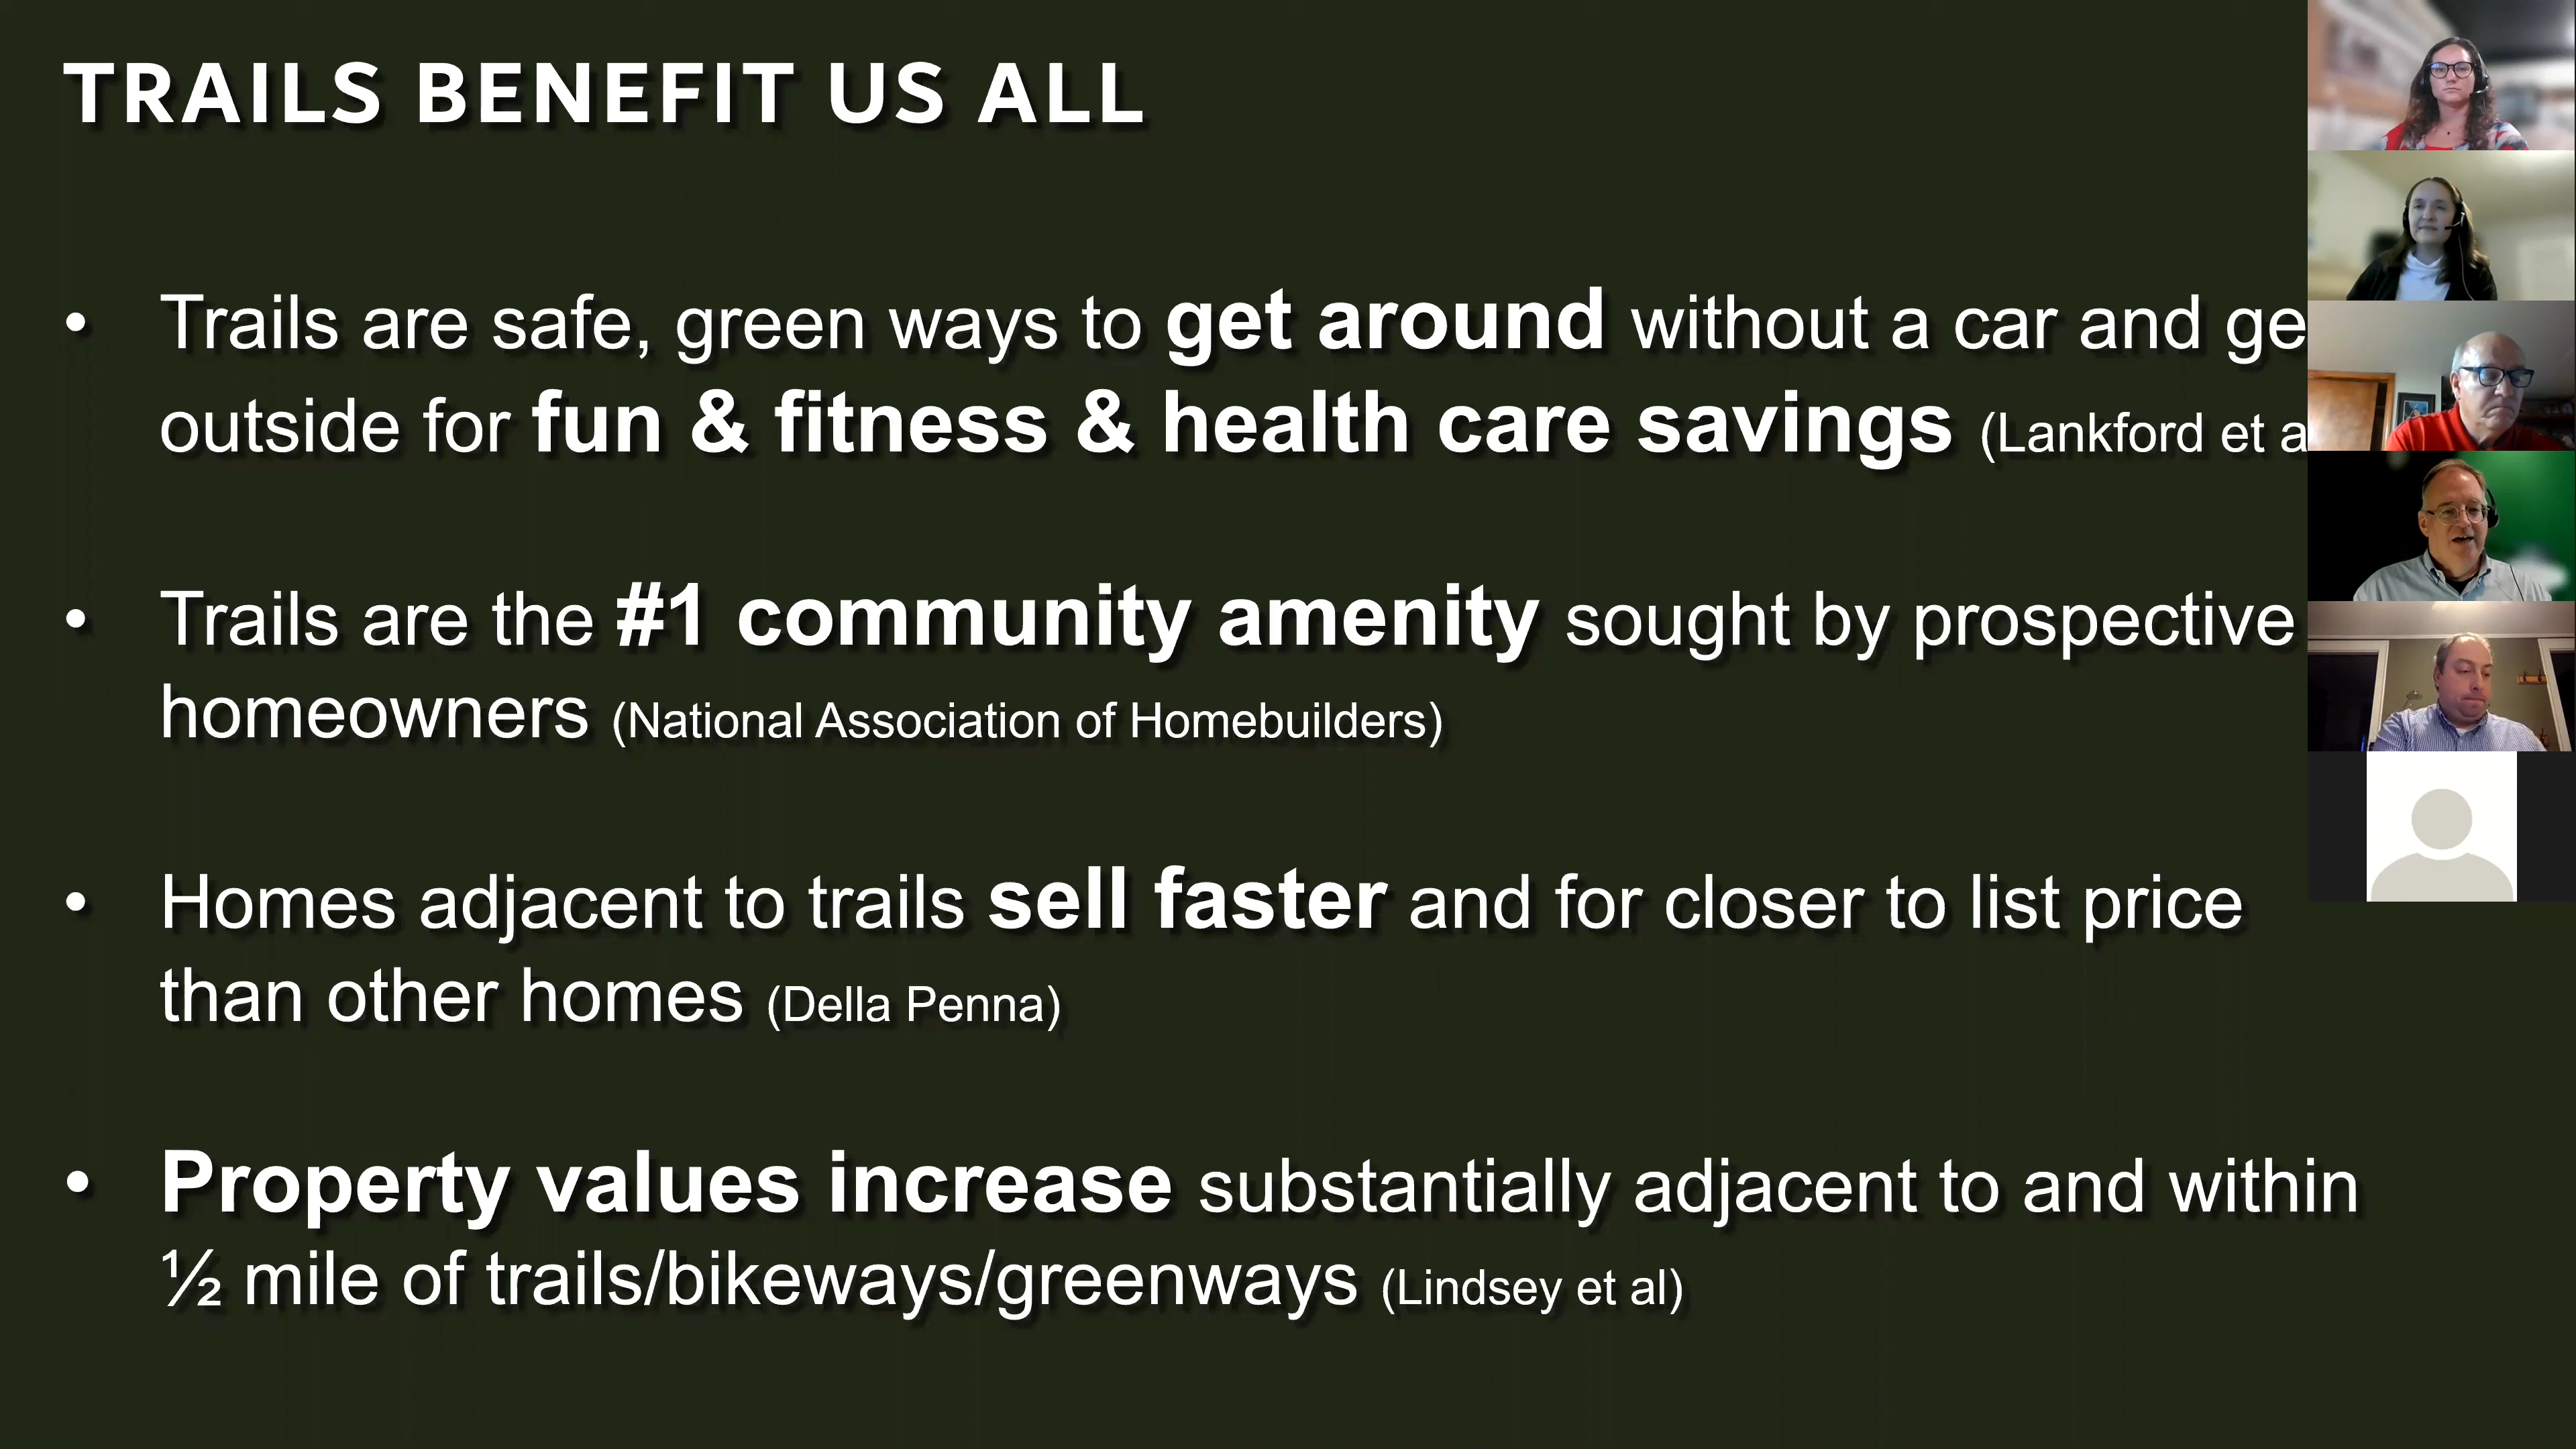 TRAILS BENEFIT US ALL
• Trails are safe, green ways to get around without a car and ge
outside for fun & fitness & health care savings (Lankford et a
• Trails are the #1 community amenity sought by prospective
homeowners (National Association of Homebuilders)
• Homes adjacent to trails sell faster and for closer to list price
than other homes (Della Penna)
• Property values increase substantially adjacent to and within
½ mile of trails/bikeways/greenways (Lindsey et al)